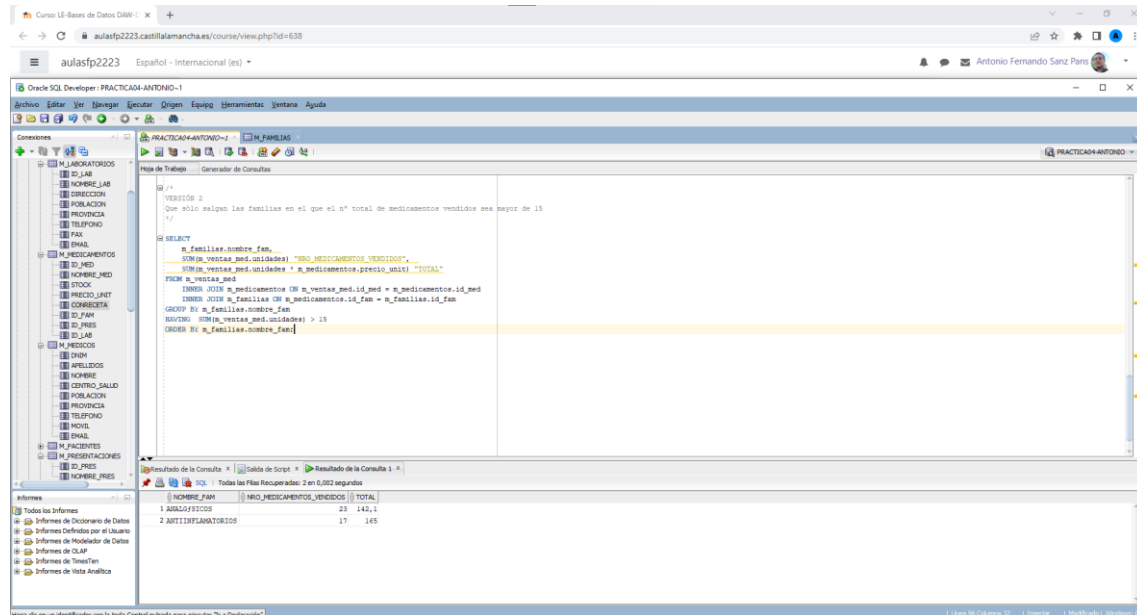 Curso: LE-Bases de Datos DAW-
aulasfp2223.castillalamancha.es/course/view.php?id=638
aulasfp2223 Español - Internacional (es)
Antonio Fernando Sanz Pans
Oracle SQL Developer : PRACTICA04-ANTONIO~1
Archivo Editar Ver Navegar Ejecutar Origen Equipo Herramientas Ventana Ayuda
Conexiones
M_LABORATORIOS
ID_LAB
NOMBRE_LAB
DIRECCION
POBLACION
PROVINCIA
TELEFONO
FAX
EMAIL
M_MEDICAMENTOS
ID_MED
NOMBRE_MED
STOCK
PRECIO_UNIT
CONRECETA
ID_FAM
ID_PRES
ID_LAB
M_MEDICOS
DNIM
APELLIDOS
NOMBRE
CENTRO_SALUD
POBLACION
PROVINCIA
TELEFONO
MOVIL
EMAIL
M_PACIENTES
M_PRESENTACIONES
ID_PRES
NOMBRE_PRES
Informes
Todos los Informes
Informes de Diccionario de Datos
Informes Definidos por el Usuario
Informes de Modelador de Datos
Informes de OLAP
Informes de TimesTen
Informes de Vista Analítica
PRACTICA04-ANTONIO~1 M_FAMILIAS
PRACTICA04-ANTONIO
Hoja de Trabajo Generador de Consultas
/*
VERSIÓN 2
Que sólo salgan las familias en el que el nº total de medicamentos vendidos sea mayor de 15
*/
SELECT
m_familias.nombre_fam,
SUM(m_ventas_med.unidades) "NRO_MEDICAMENTOS_VENDIDOS",
SUM(m_ventas_med.unidades * m_medicamentos.precio_unit) "TOTAL"
FROM m_ventas_med
INNER JOIN m_medicamentos ON m_ventas_med.id_med = m_medicamentos.id_med
INNER JOIN m_familias ON m_medicamentos.id_fam = m_familias.id_fam
GROUP BY m_familias.nombre_fam
HAVING SUM(m_ventas_med.unidades) > 15
ORDER BY m_familias.nombre_fam;
Resultado de la Consulta Salida de Script Resultado de la Consulta 1
SQL | Todas las Filas Recuperadas: 2 en 0,002 segundos
NOMBRE_FAM NRO_MEDICAMENTOS_VENDIDOS TOTAL
1 ANALGƒSICOS 23 142,1
2 ANTIINFLAMATORIOS 17 165
Línea 96 Columna 32 | Insertar | Modificado | Windows: